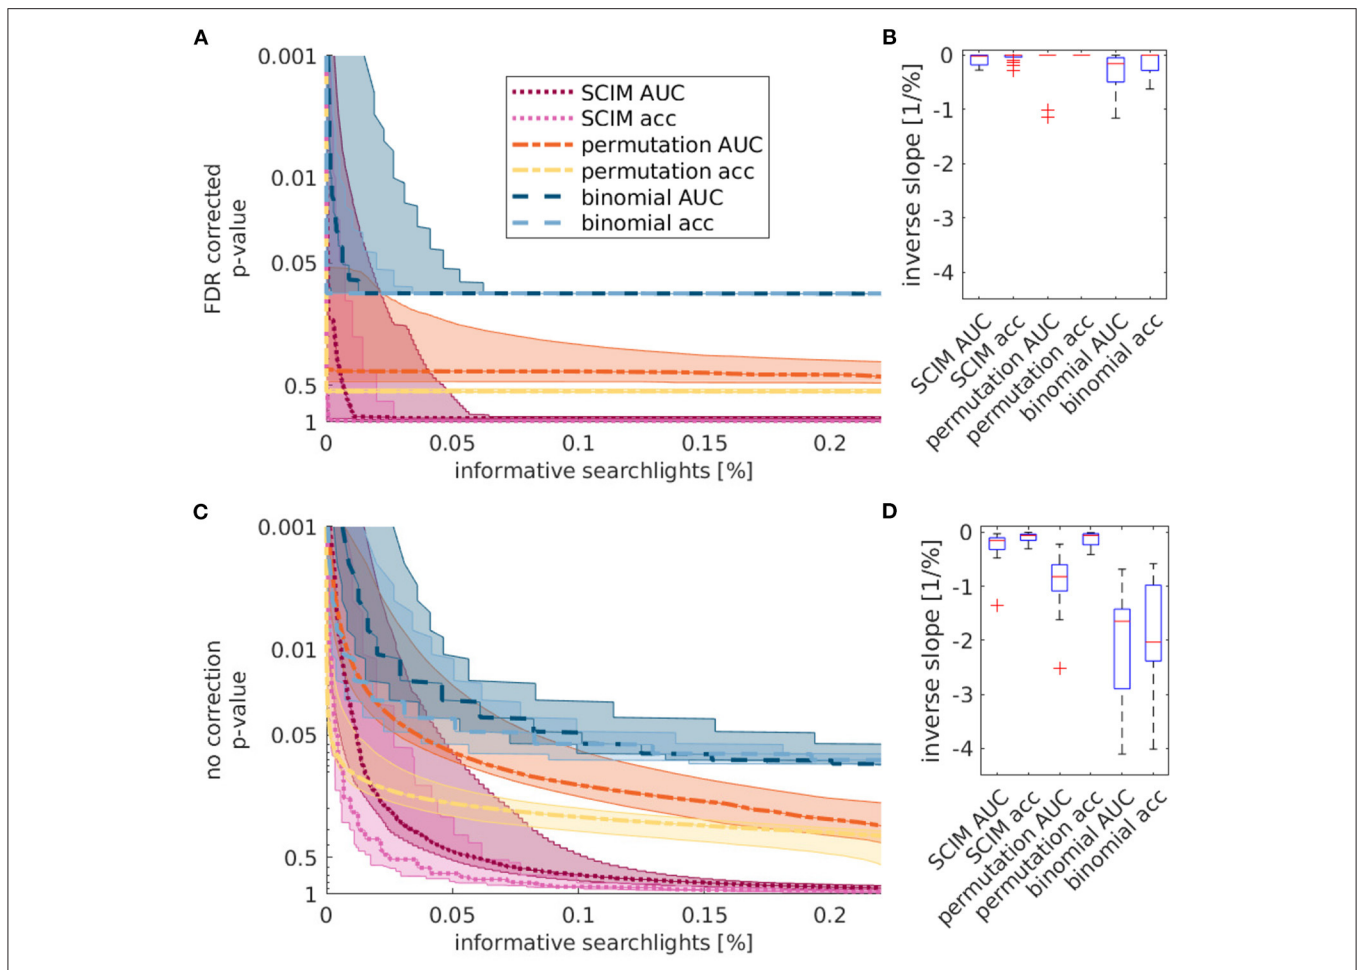 A
FDR corrected
p-value
0.001
0.01
0.05
0.5
1
0
0.05
0.1
0.15
0.2
informative searchlights [%]
SCIM AUC
SCIM acc
permutation AUC
permutation acc
binomial AUC
binomial acc
B
inverse slope [1/%]
0
-1
-2
-3
-4
SCIM AUC
SCIM acc
permutation AUC
permutation acc
binomial AUC
binomial acc
C
no correction
p-value
0.001
0.01
0.05
0.5
1
0
0.05
0.1
0.15
0.2
informative searchlights [%]
D
inverse slope [1/%]
0
-1
-2
-3
-4
SCIM AUC
SCIM acc
permutation AUC
permutation acc
binomial AUC
binomial acc